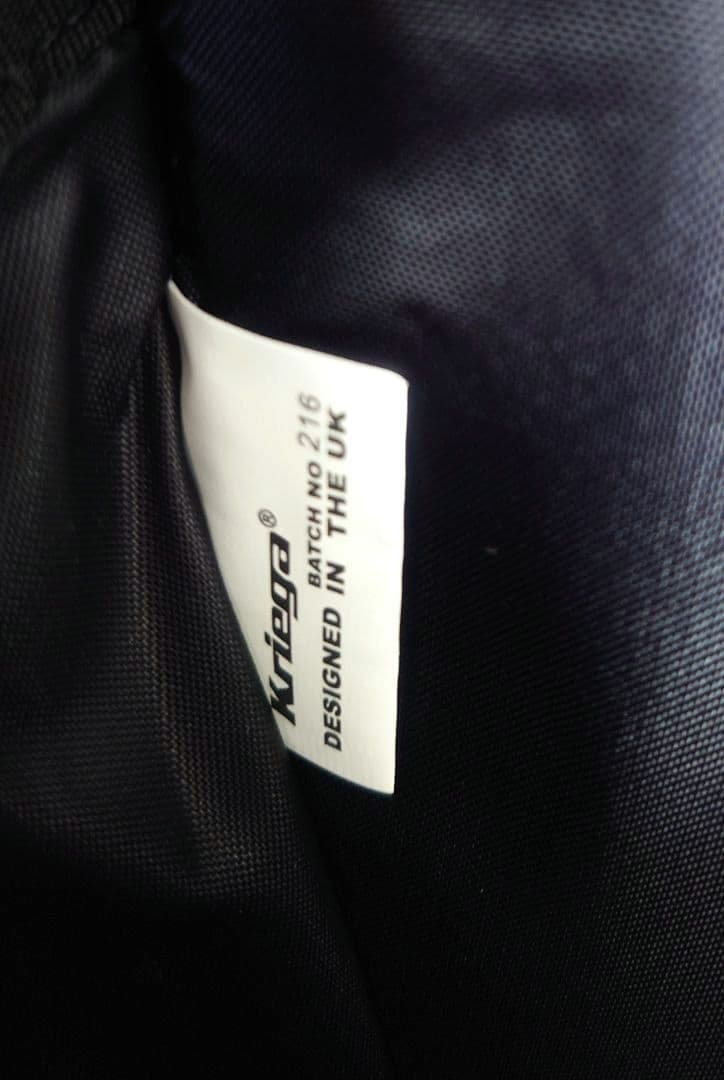 Kriega®
BATCH NO 216
DESIGNED IN THE UK